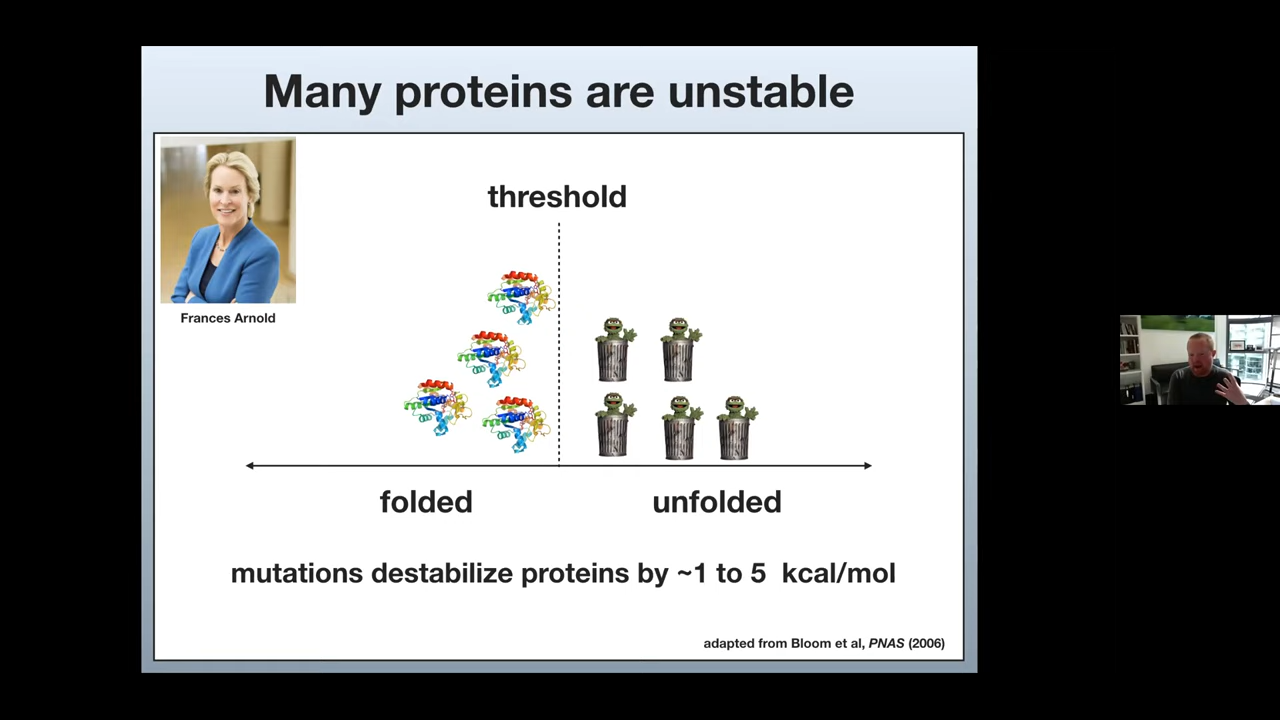 Many proteins are unstable
Frances Arnold
threshold
folded
unfolded
mutations destabilize proteins by ~1 to 5 kcal/mol
adapted from Bloom et al, PNAS (2006)